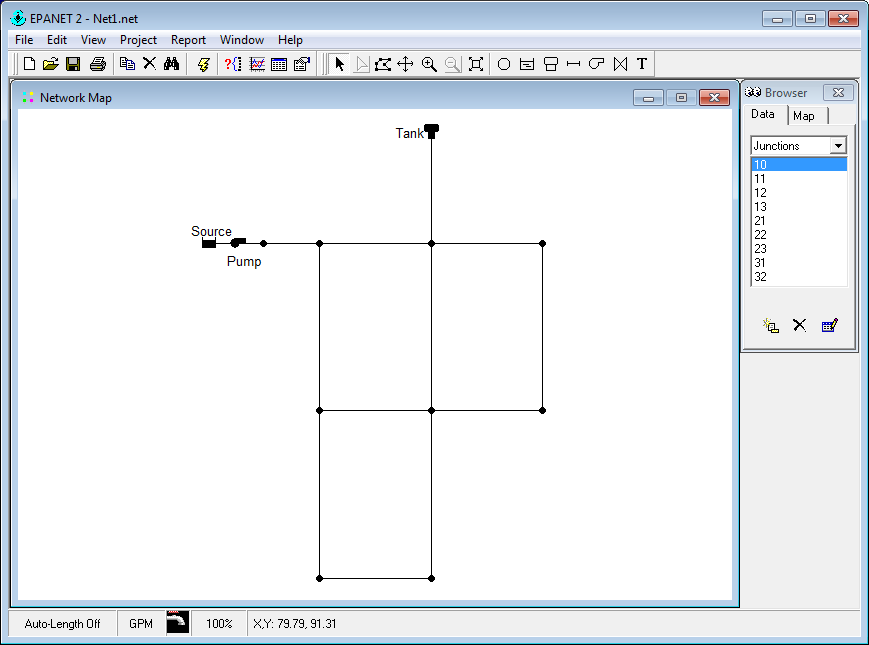 EPANET 2 - Net1.net
File Edit View Project Report Window Help
?{} T
Network Map
Browser
Data Map
Junctions
10
11
12
13
21
22
23
31
32
Tank
Source
Pump
Auto-Length Off GPM 100% X,Y: 79.79, 91.31